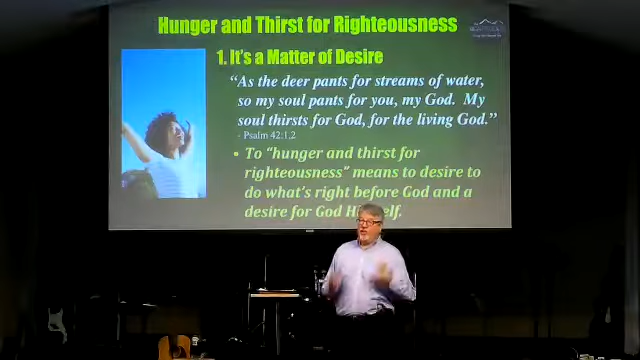 Hunger and Thirst for Righteousness
1. It's a Matter of Desire
"As the deer pants for streams of water,
so my soul pants for you, my God. My
soul thirsts for God, for the living God."
- Psalm 42:1,2
• To "hunger and thirst for
righteousness" means to desire to
do what's right before God and a
desire for God